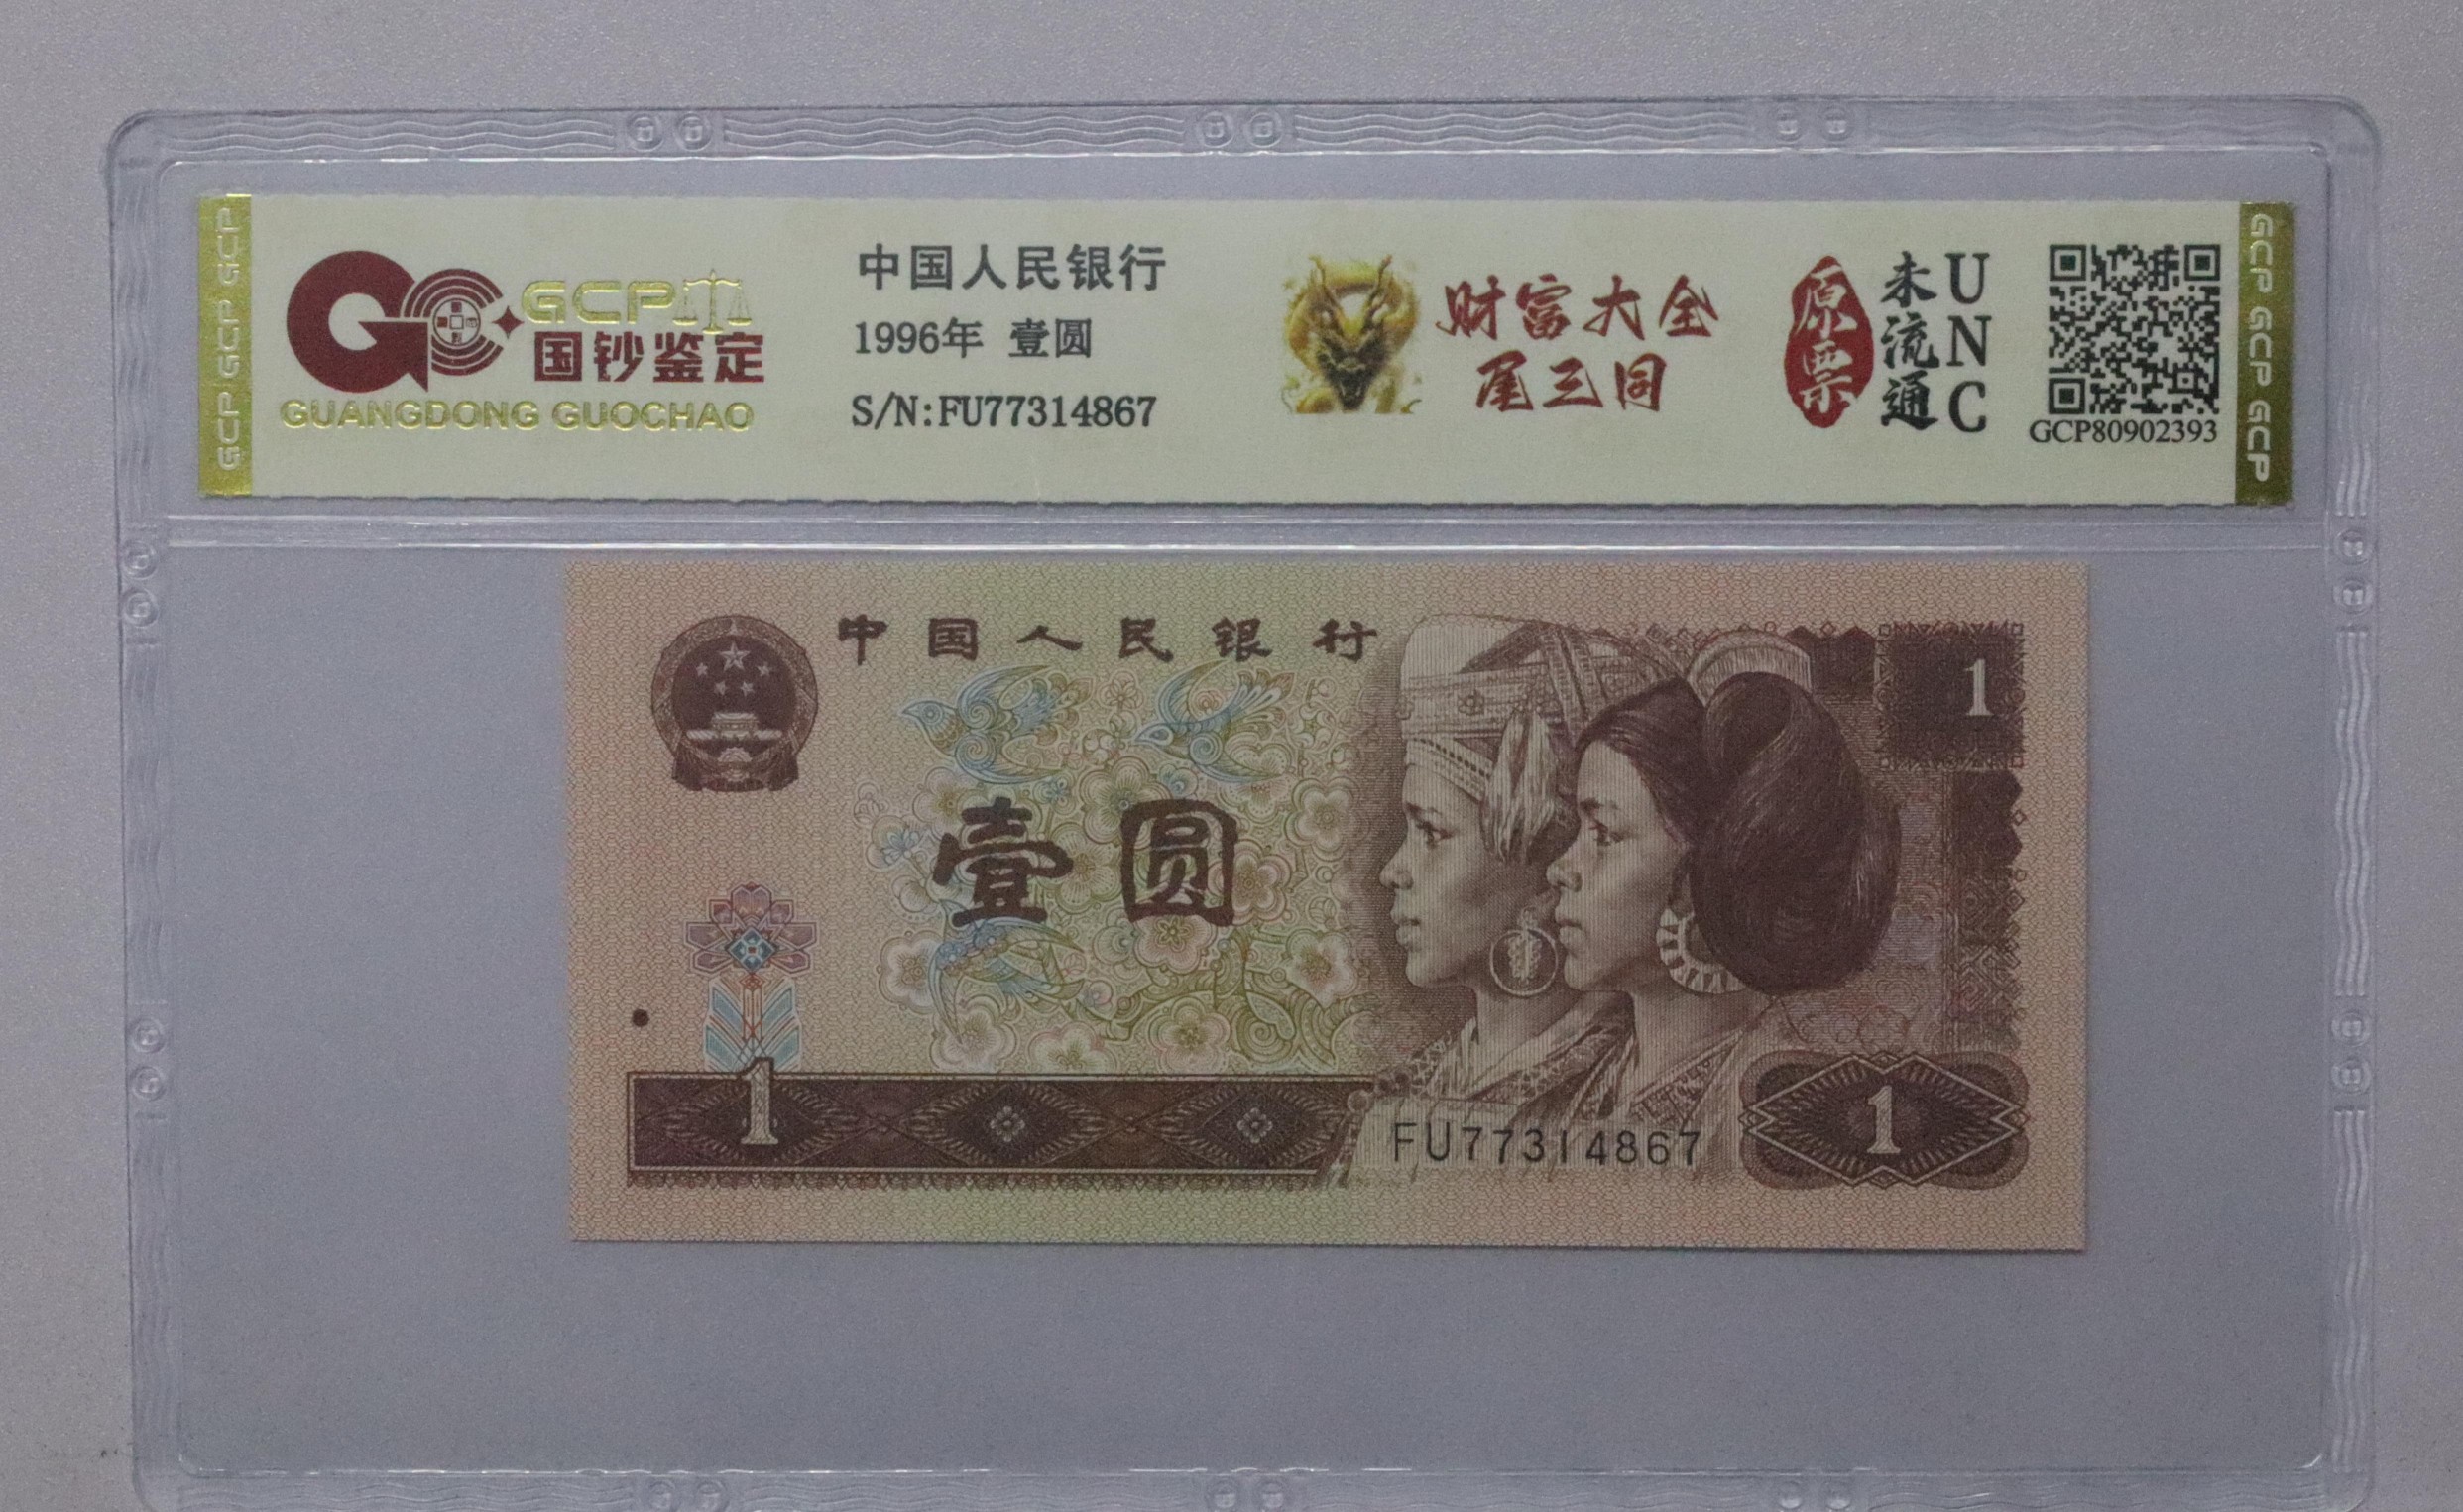 GCP GCP GCP
GCP
国钞鉴定
GUANGDONG GUOCHAO
中国人民银行
1996年 壹圆
S/N:FU77314867
财富大全
尾三同
原票
未流通
UNC
GCP80902393
GCP GCP GCP
中国人民银行
1
壹圆
1
FU77314867
1